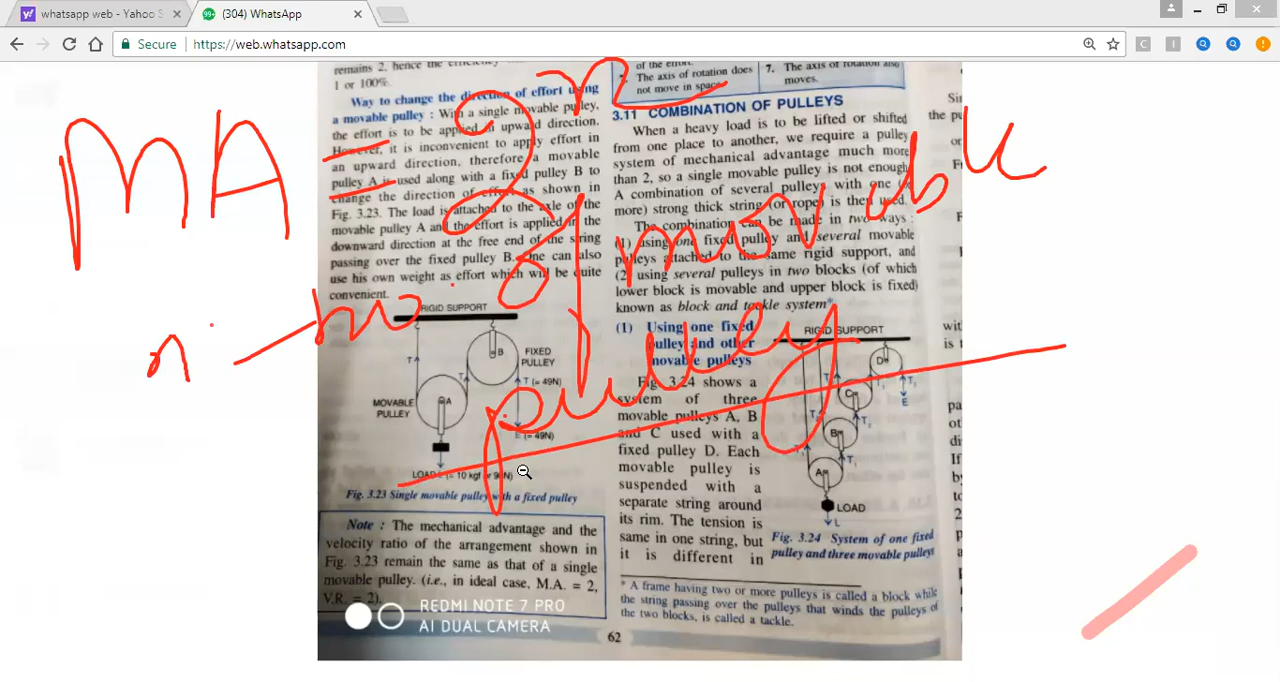 whatsapp web - Yahoo S
(304) WhatsApp
Secure
https://web.whatsapp.com
remains 2, hence the
1 or 100%.
Way to change the direction of effort using
a movable pulley : With a single movable pulley,
the effort is to be applied in upward direction.
However, it is inconvenient to apply effort in
an upward direction, therefore a movable
pulley A is used along with a fixed pulley B to
change the direction of effort as shown in
Fig. 3.23. The load is attached to the axle of the
movable pulley A and the effort is applied in the
downward direction at the free end of the string
passing over the fixed pulley B. One can also
use his own weight as effort which will be quite
convenient.
RIGID SUPPORT
B
FIXED
PULLEY
T
T
T (= 49N)
MOVABLE
PULLEY
A
E (= 49N)
LOAD (= 10 kgf
Fig. 3.23 Single movable pulley with a fixed pulley
Note : The mechanical advantage and the
velocity ratio of the arrangement shown in
Fig. 3.23 remain the same as that of a single
movable pulley. (i.e., in ideal case, M.A. = 2,
V.R. = 2).
REDMI NOTE 7 PRO
AI DUAL CAMERA
of the effort.
The axis of rotation does
not move in space.
7. The axis of rotation also
moves.
3.11 COMBINATION OF PULLEYS
When a heavy load is to be lifted or shifted
from one place to another, we require a pulley
system of mechanical advantage much more
than 2, so a single movable pulley is not enough.
A combination of several pulleys with one (or
more) strong thick string (or rope) is then used.
The combination can be made in two ways :
(1) using one fixed pulley and several movable
pulleys attached to the same rigid support, and
(2) using several pulleys in two blocks (of which
lower block is movable and upper block is fixed)
known as block and tackle system*
(1) Using one fixed
pulley and other
movable pulleys
Fig. 3.24 shows a
system of three
movable pulleys A, B
and C used with a
fixed pulley D. Each
movable pulley is
suspended with a
separate string around
its rim. The tension is
same in one string, but
it is different in
RIGID SUPPORT
D
C
B
A
E
LOAD
L
Fig. 3.24 System of one fixed
pulley and three movable pulleys
* A frame having two or more pulleys is called a block while
the string passing over the pulleys that winds the pulleys of
the two blocks, is called a tackle.
62
the pu
MA = 2^n
n - no. of movable
pulley